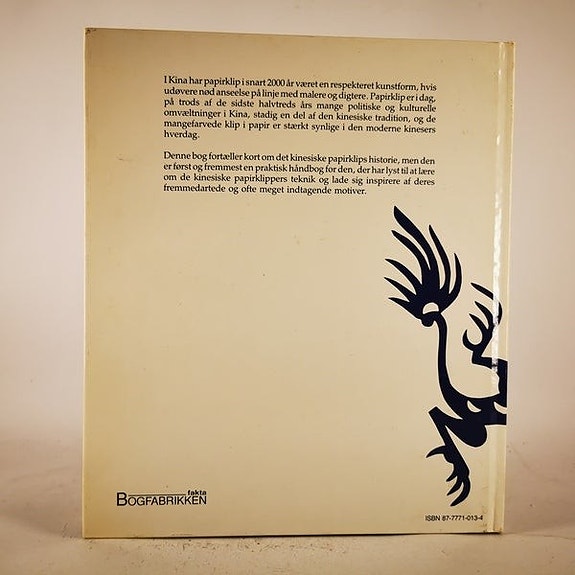 I Kina har papirklip i snart 2000 år været en respekteret kunstform, hvis
udøvere nød anseelse på linje med malere og digtere. Papirklip er i dag,
på trods af de sidste halvtreds års mange politiske og kulturelle
omvæltninger i Kina, stadig en del af den kinesiske tradition, og de
mangefarvede klip i papir er stærkt synlige i den moderne kinesers
hverdag.
Denne bog fortæller kort om det kinesiske papirklips historie, men den
er først og fremmest en praktisk håndbog for den, der har lyst til at lære
om de kinesiske papirklippers teknik og lade sig inspirere af deres
fremmedartede og ofte meget indtagende motiver.
fakta
BOGFABRIKKEN
ISBN 87-7771-013-4